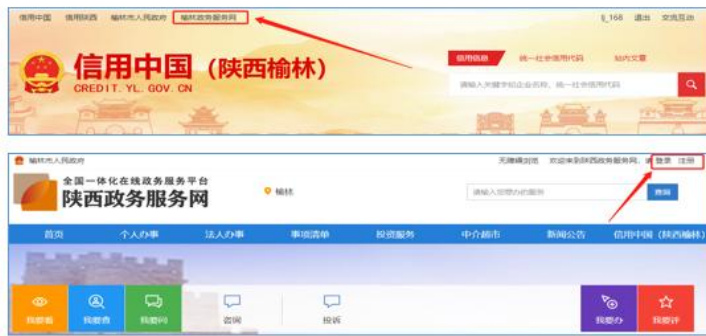 信用中国 信用陕西 榆林市人民政府 榆林政务服务网 lj_168 退出 交流互动
信用中国（陕西榆林）
CREDIT. YL. GOV. CN
信用信息 统一社会信用代码 站内文章
请输入关键字如企业名称、统一社会信用代码
榆林市人民政府 无障碍浏览 欢迎来到陕西政务服务网，请 登录 注册
全国一体化在线政务服务平台
陕西政务服务网
榆林
请输入您想办的服务 查询
首页 个人办事 法人办事 事项清单 投资服务 中介超市 新闻公告 信用中国（陕西榆林）
我要看 我要查 我要问 咨询 投诉 我要办 我要评